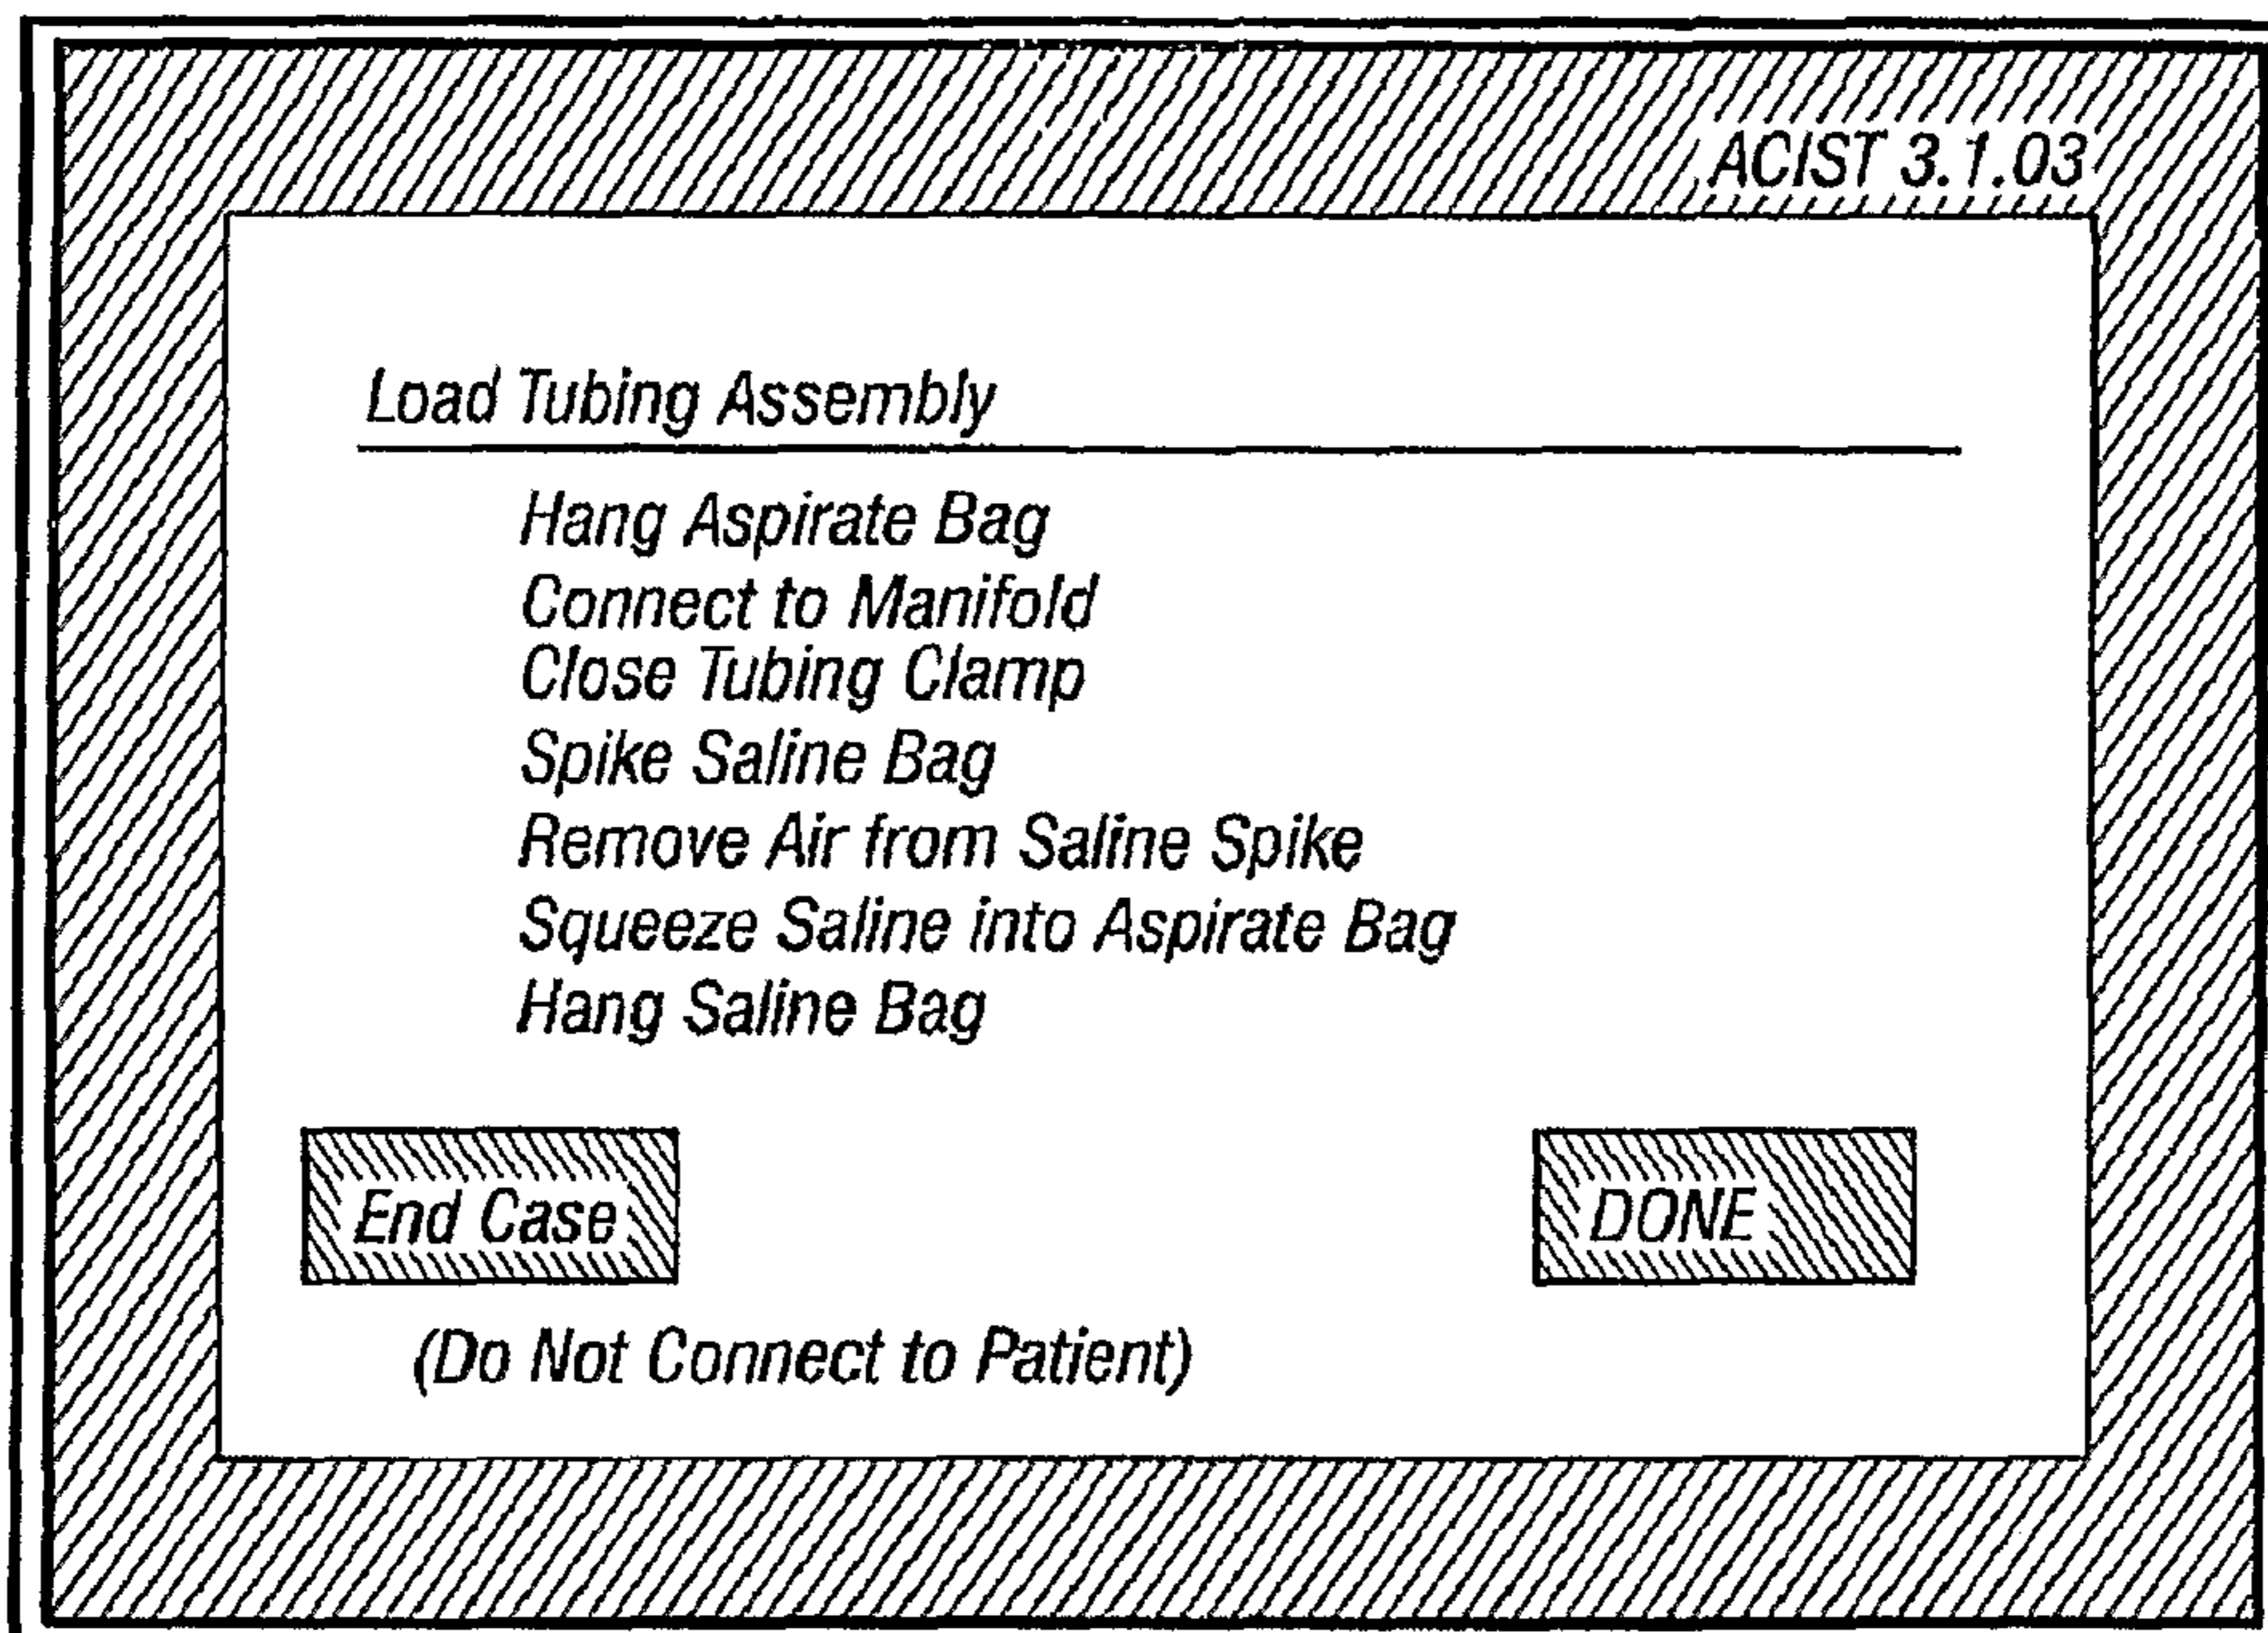 ACIST 3.1.03
Load Tubing Assembly
Hang Aspirate Bag
Connect to Manifold
Close Tubing Clamp
Spike Saline Bag
Remove Air from Saline Spike
Squeeze Saline into Aspirate Bag
Hang Saline Bag
End Case
DONE
(Do Not Connect to Patient)